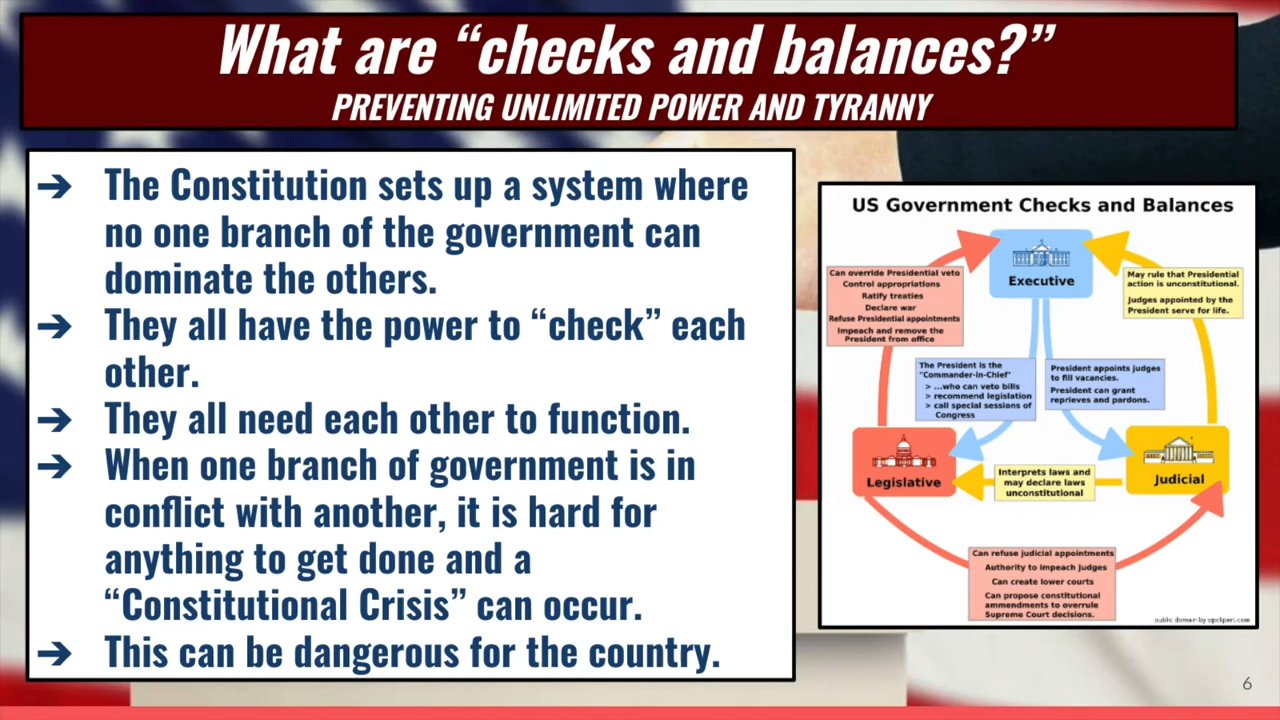 What are “checks and balances?”
PREVENTING UNLIMITED POWER AND TYRANNY
➔ The Constitution sets up a system where
no one branch of the government can
dominate the others.
➔ They all have the power to “check” each
other.
➔ They all need each other to function.
➔ When one branch of government is in
conflict with another, it is hard for
anything to get done and a
“Constitutional Crisis” can occur.
➔ This can be dangerous for the country.
US Government Checks and Balances
Executive
Can override Presidential veto
Control appropriations
Ratify treaties
Declare war
Refuse Presidential appointments
Impeach and remove the
President from office
May rule that Presidential
action is unconstitutional.
Judges appointed by the
President serve for life.
The President is the
"Commander-in-Chief"
> ...who can veto bills
> recommend legislation
> call special sessions of
Congress
President appoints judges
to fill vacancies.
President can grant
reprieves and pardons.
Legislative
Interprets laws and
may declare laws
unconstitutional
Judicial
Can refuse judicial appointments
Authority to impeach judges
Can create lower courts
Can propose constitutional
ammendments to overrule
Supreme Court decisions.
public domain by
6